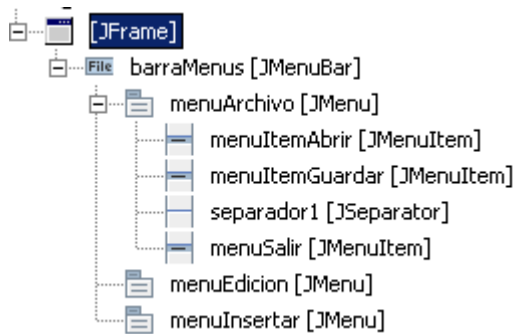 [JFrame]
File barraMenus [JMenuBar]
menuArchivo [JMenu]
menuItemAbrir [JMenuItem]
menuItemGuardar [JMenuItem]
separador1 [JSeparator]
menuSalir [JMenuItem]
menuEdicion [JMenu]
menuInsertar [JMenu]